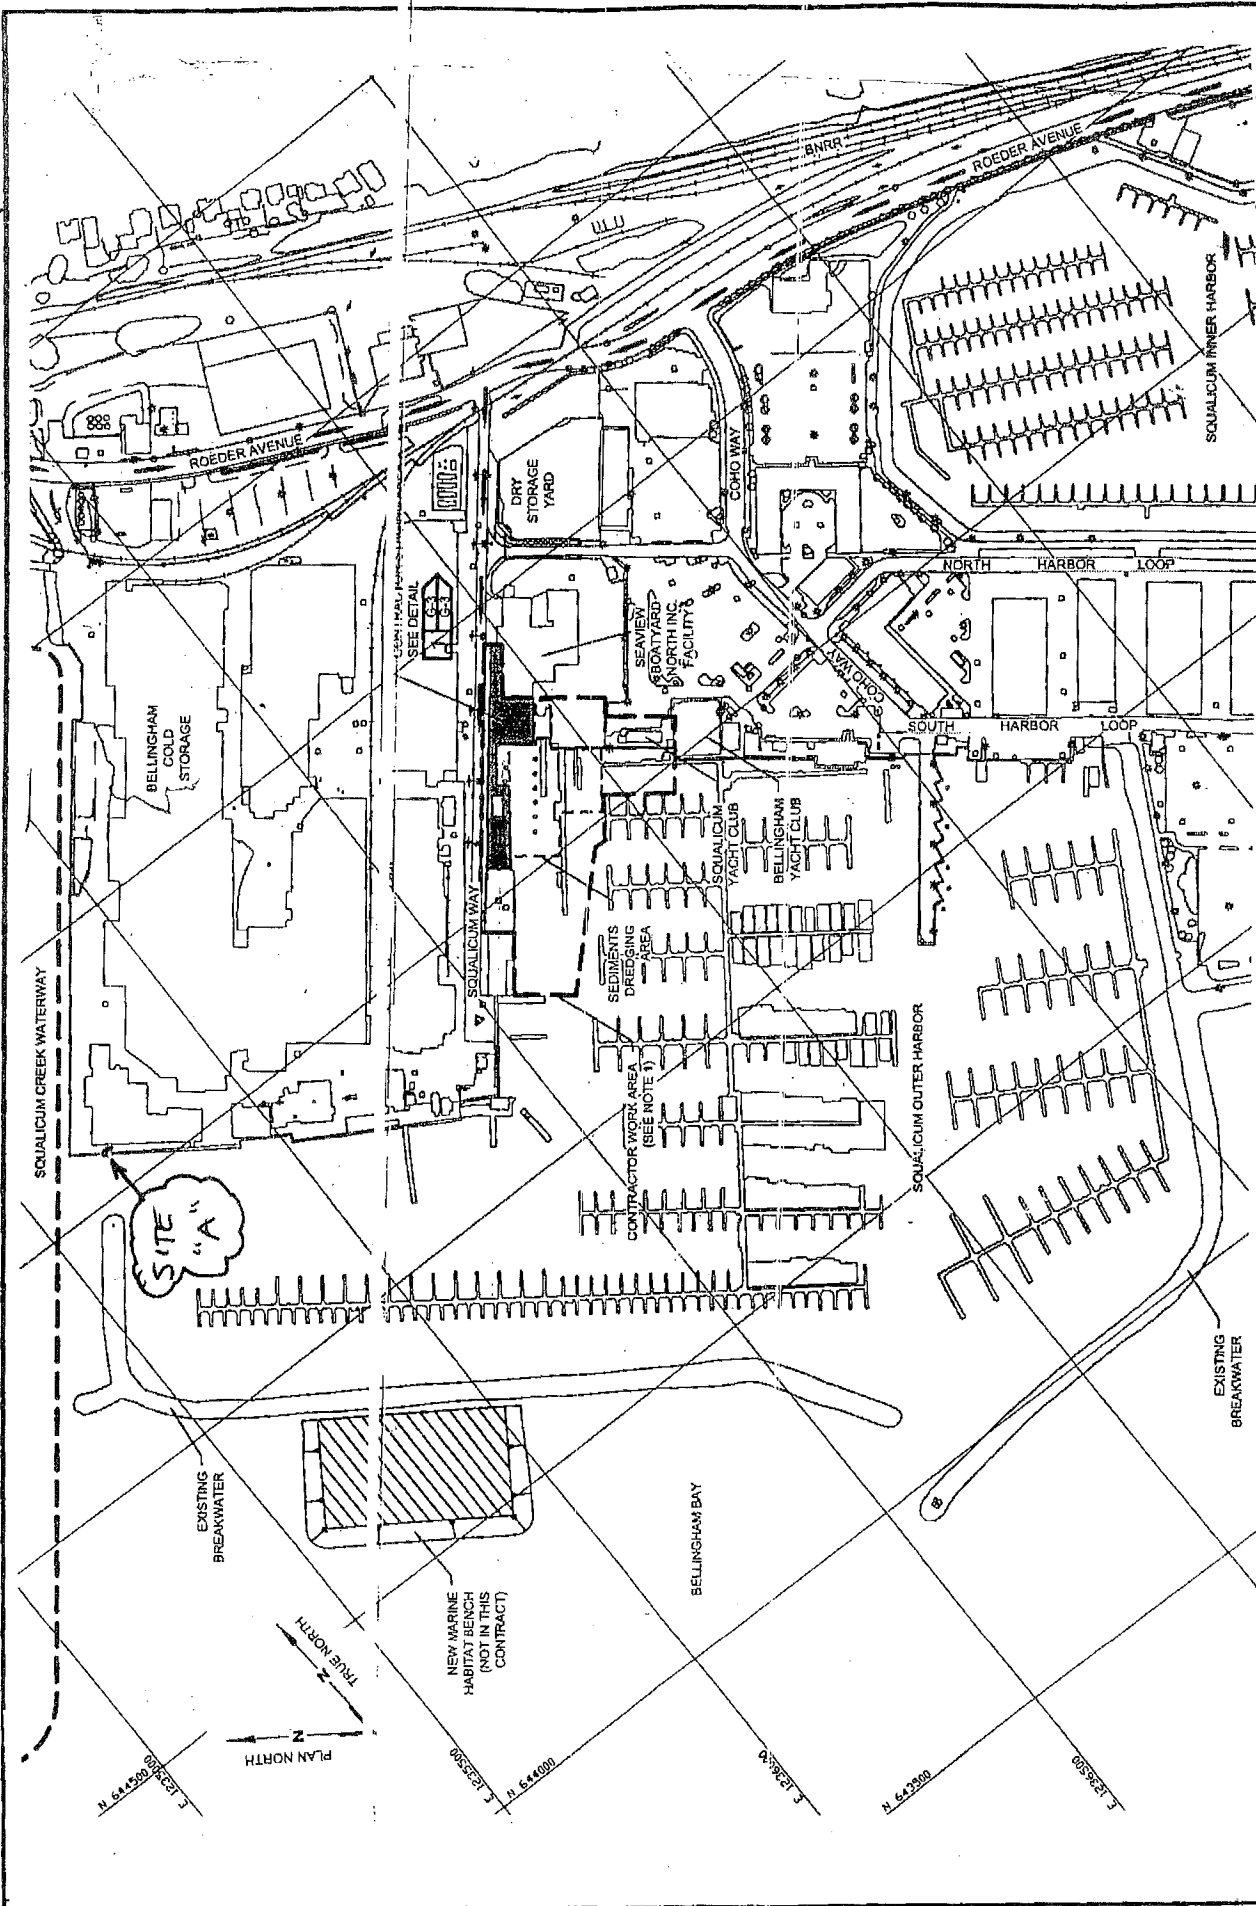 BNRR
ROEDER AVENUE
ROEDER AVENUE
SQUALICUM INNER HARBOR
COHO WAY
DRY
STORAGE
YARD
SEE DETAIL
G-3
G-3
NORTH HARBOR LOOP
SEAVIEW
BOATYARD
NORTH INC.
FACILITY
COHO WAY
SOUTH HARBOR LOOP
BELLINGHAM
COLD
STORAGE
SQUALICUM WAY
SQUALICUM
YACHT CLUB
BELLINGHAM
YACHT CLUB
SEDIMENTS
DREDGING
AREA
SQUALICUM CREEK WATERWAY
CONTRACTOR WORK AREA
(SEE NOTE 1)
SQUALICUM OUTER HARBOR
SITE
"A"
EXISTING
BREAKWATER
EXISTING
BREAKWATER
NEW MARINE
HABITAT BENCH
(NOT IN THIS
CONTRACT)
BELLINGHAM BAY
N
TRUE NORTH
N
PLAN NORTH
N 644500
E 1235500
N 644000
N 643500
E 1236500